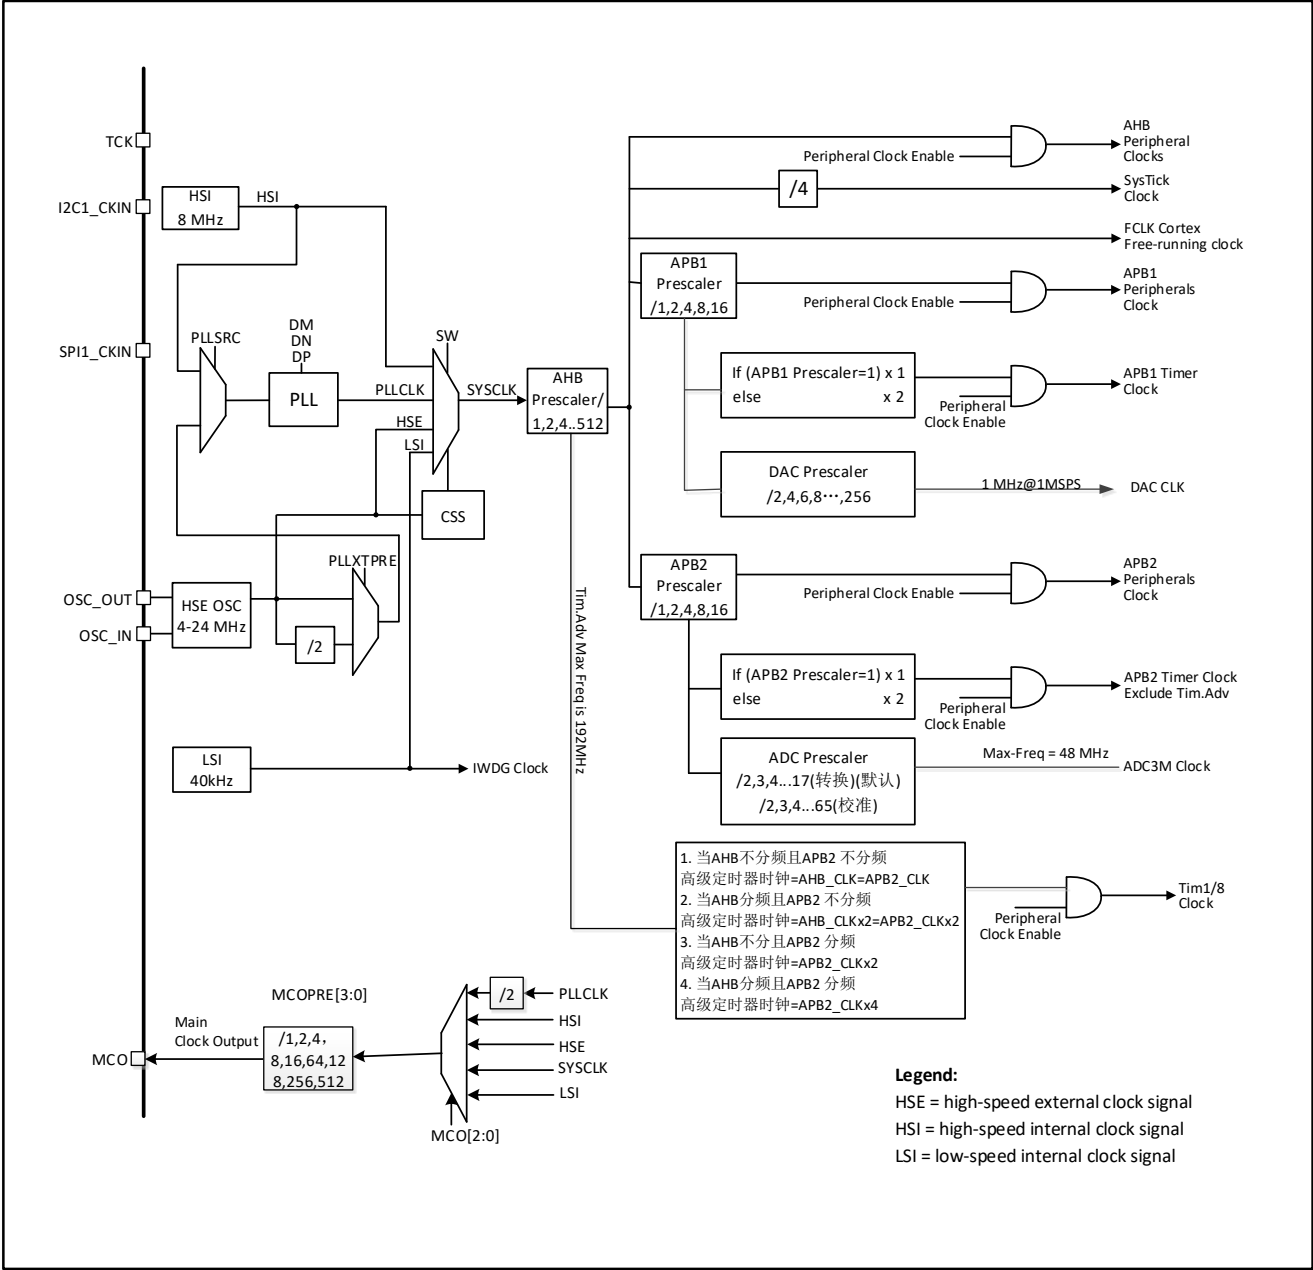 TCK
I2C1_CKIN
SPI1_CKIN
OSC_OUT
OSC_IN
MCO
HSI
8 MHz
HSI
PLLSRC
DM
DN
DP
PLL
PLLCLK
HSE
LSI
SW
SYSCLK
CSS
PLLXTPRE
HSE OSC
4-24 MHz
/2
LSI
40kHz
IWDG Clock
AHB
Prescaler/
1,2,4..512
Tim.Adv Max Freq is 192MHz
Peripheral Clock Enable
AHB
Peripheral
Clocks
/4
SysTick
Clock
FCLK Cortex
Free-running clock
APB1
Prescaler
/1,2,4,8,16
Peripheral Clock Enable
APB1
Peripherals
Clock
If (APB1 Prescaler=1) x 1
else x 2
Peripheral
Clock Enable
APB1 Timer
Clock
DAC Prescaler
/2,4,6,8…,256
1 MHz@1MSPS
DAC CLK
APB2
Prescaler
/1,2,4,8,16
Peripheral Clock Enable
APB2
Peripherals
Clock
If (APB2 Prescaler=1) x 1
else x 2
Peripheral
Clock Enable
APB2 Timer Clock
Exclude Tim.Adv
ADC Prescaler
/2,3,4...17(转换)(默认)
/2,3,4...65(校准)
Max-Freq = 48 MHz
ADC3M Clock
1. 当AHB不分频且APB2 不分频
高级定时器时钟=AHB_CLK=APB2_CLK
2. 当AHB分频且APB2 不分频
高级定时器时钟=AHB_CLKx2=APB2_CLKx2
3. 当AHB不分且APB2 分频
高级定时器时钟=APB2_CLKx2
4. 当AHB分频且APB2 分频
高级定时器时钟=APB2_CLKx4
Peripheral
Clock Enable
Tim1/8
Clock
MCOPRE[3:0]
Main
Clock Output
/1,2,4，
8,16,64,12
8,256,512
/2
PLLCLK
HSI
HSE
SYSCLK
LSI
MCO[2:0]
Legend:
HSE = high-speed external clock signal
HSI = high-speed internal clock signal
LSI = low-speed internal clock signal